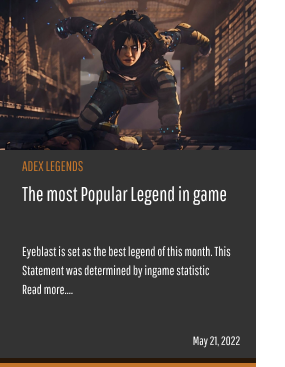 ADEX LEGENDS
The most Popular Legend in game
Eyeblast is set as the best legend of this month. This
Statement was determined by ingame statistic
Read more....
May 21, 2022